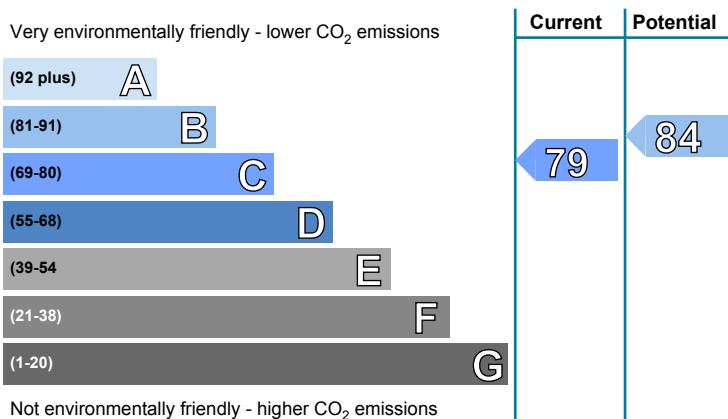 Current Potential
Very environmentally friendly - lower CO2 emissions
(92 plus) A
(81-91) B
84
(69-80) C
79
(55-68) D
(39-54 E
(21-38) F
(1-20) G
Not environmentally friendly - higher CO2 emissions